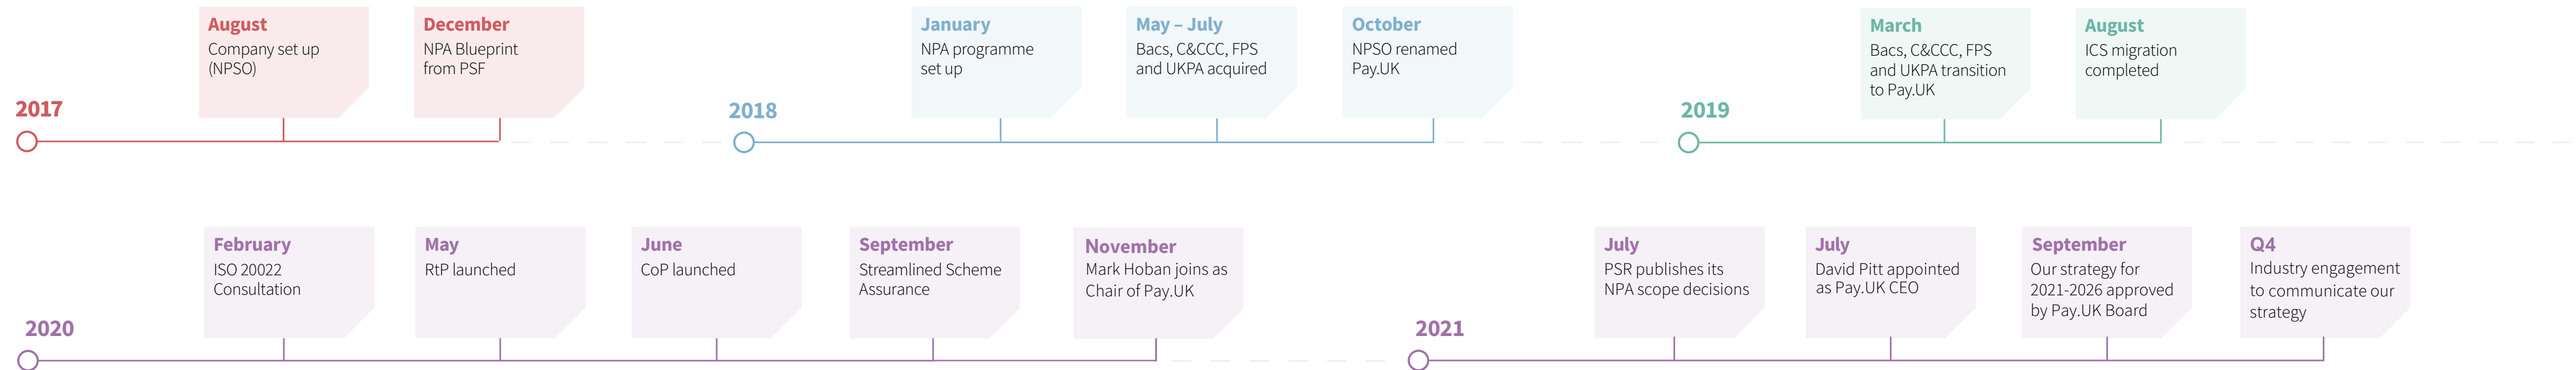 2017
August
Company set up
(NPSO)
December
NPA Blueprint
from PSF
2018
January
NPA programme
set up
May – July
Bacs, C&CCC, FPS
and UKPA acquired
October
NPSO renamed
Pay.UK
2019
March
Bacs, C&CCC, FPS
and UKPA transition
to Pay.UK
August
ICS migration
completed
2020
February
ISO 20022
Consultation
May
RtP launched
June
CoP launched
September
Streamlined Scheme
Assurance
November
Mark Hoban joins as
Chair of Pay.UK
2021
July
PSR publishes its
NPA scope decisions
July
David Pitt appointed
as Pay.UK CEO
September
Our strategy for
2021-2026 approved
by Pay.UK Board
Q4
Industry engagement
to communicate our
strategy